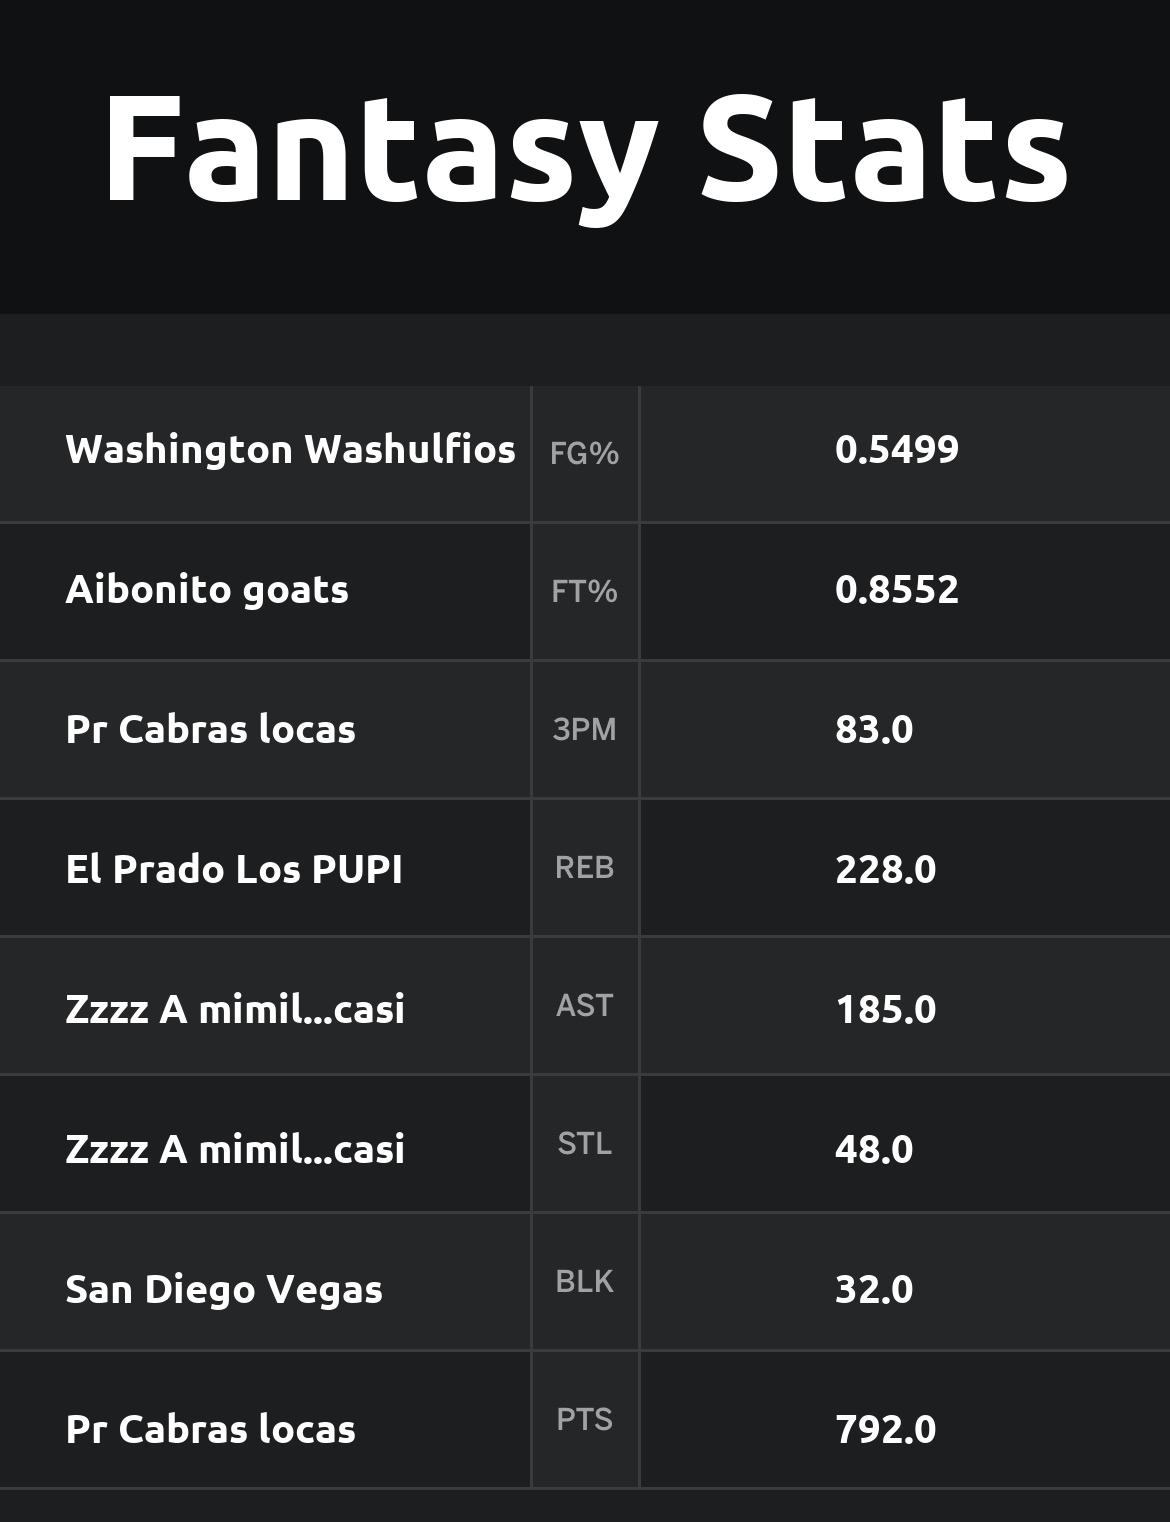 Fantasy Stats
Washington Washulfios FG% 0.5499
Aibonito goats FT% 0.8552
Pr Cabras locas 3PM 83.0
El Prado Los PUPI REB 228.0
Zzzz A mimil...casi AST 185.0
Zzzz A mimil...casi STL 48.0
San Diego Vegas BLK 32.0
Pr Cabras locas PTS 792.0